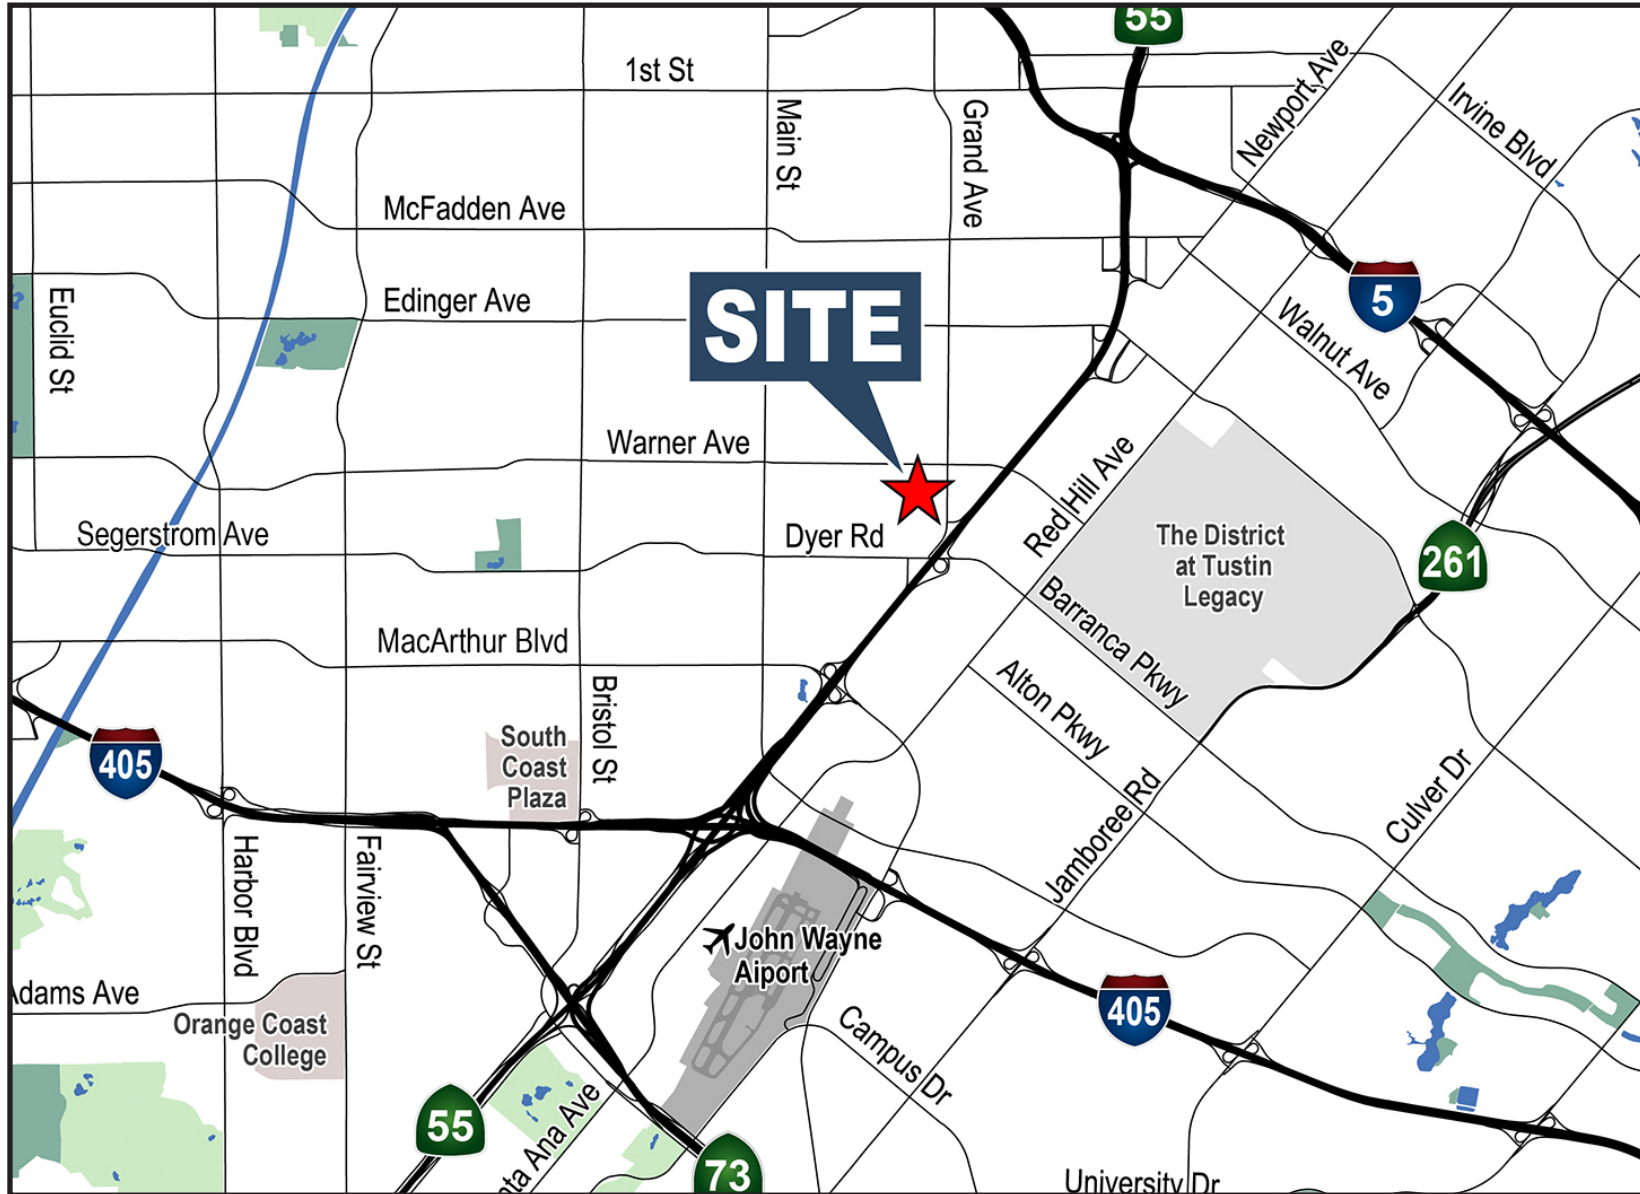 55
1st St
Main St
Grand Ave
Newport Ave
Irvine Blvd
McFadden Ave
Edinger Ave
Euclid St
SITE
5
Walnut Ave
Warner Ave
Red Hill Ave
Segerstrom Ave
Dyer Rd
The District
at Tustin
Legacy
261
Barranca Pkwy
MacArthur Blvd
Alton Pkwy
Bristol St
South
Coast
Plaza
405
Jamboree Rd
Culver Dr
Harbor Blvd
Fairview St
John Wayne
Aiport
Adams Ave
405
Orange Coast
College
Campus Dr
55
nta Ana Ave
73
University Dr